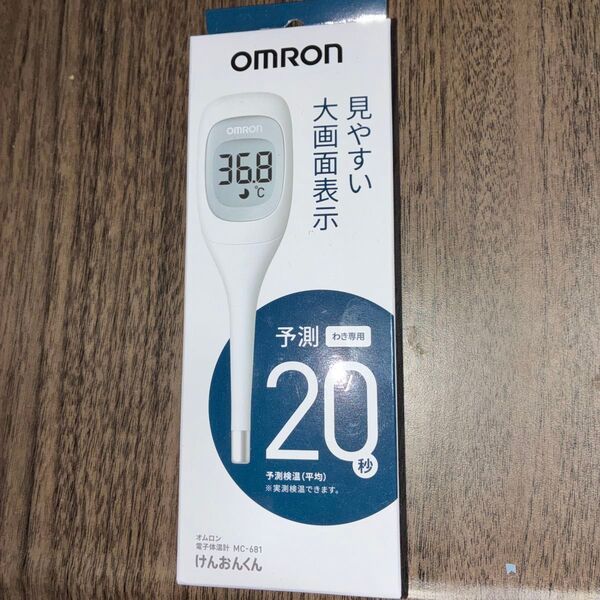 OMRON
見やすい
大画面表示
OMRON
36.8
℃
予測 わき専用
20秒
予測検温(平均)
※実測検温できます。
オムロン
電子体温計 MC-681
けんおんくん